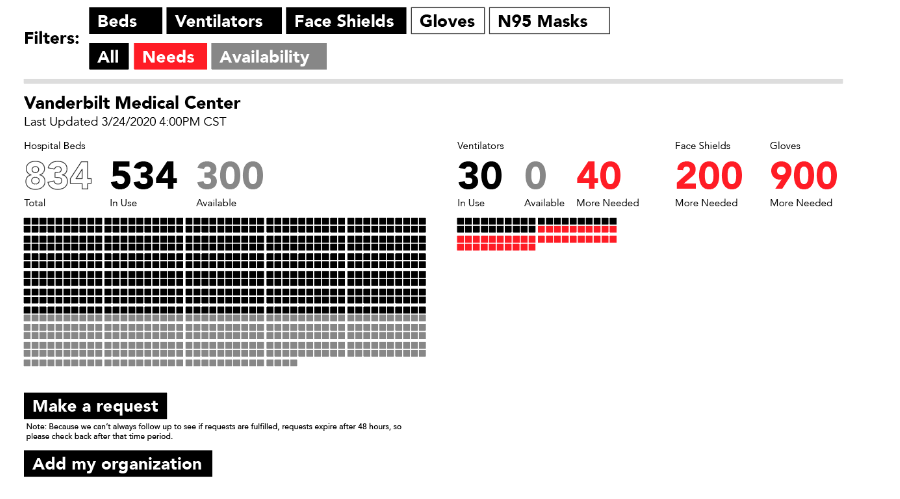 Filters:
Beds Ventilators Face Shields Gloves N95 Masks
All Needs Availability
Vanderbilt Medical Center
Last Updated 3/24/2020 4:00PM CST
Hospital Beds
834 534 300
Total In Use Available
Ventilators
30 0 40
In Use Available More Needed
Face Shields
200
More Needed
Gloves
900
More Needed
Make a request
Note: Because we can't always follow up to see if requests are fulfilled, requests expire after 48 hours, so
please check back after that time period.
Add my organization